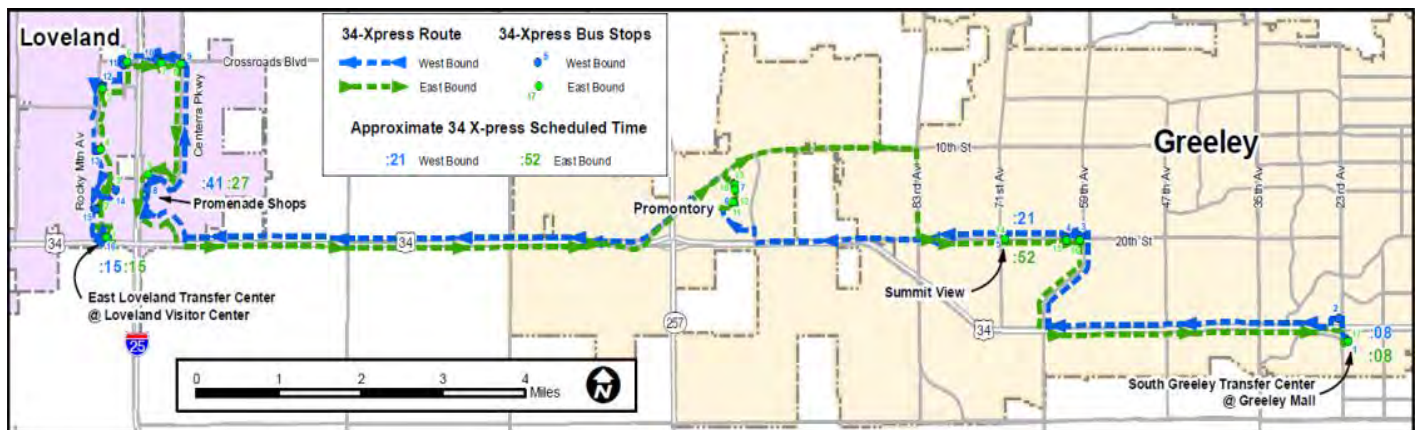 Loveland
34-Xpress Route
34-Xpress Bus Stops
West Bound
5
West Bound
East Bound
17
East Bound
Approximate 34 X-press Scheduled Time
:21 West Bound
:52 East Bound
Crossroads Blvd
Centerra Pkwy
Rocky Mtn Av
:41 :27
Promenade Shops
34
34
:15 :15
East Loveland Transfer Center
@ Loveland Visitor Center
25
0 1 2 3 4
Miles
N
Promontory
257
10th St
Greeley
83rd Av
71st Av
59th Av
47th Av
35th Av
23rd Av
:21
20th St
:52
Summit View
34
2
:08
1
:08
South Greeley Transfer Center
@ Greeley Mall